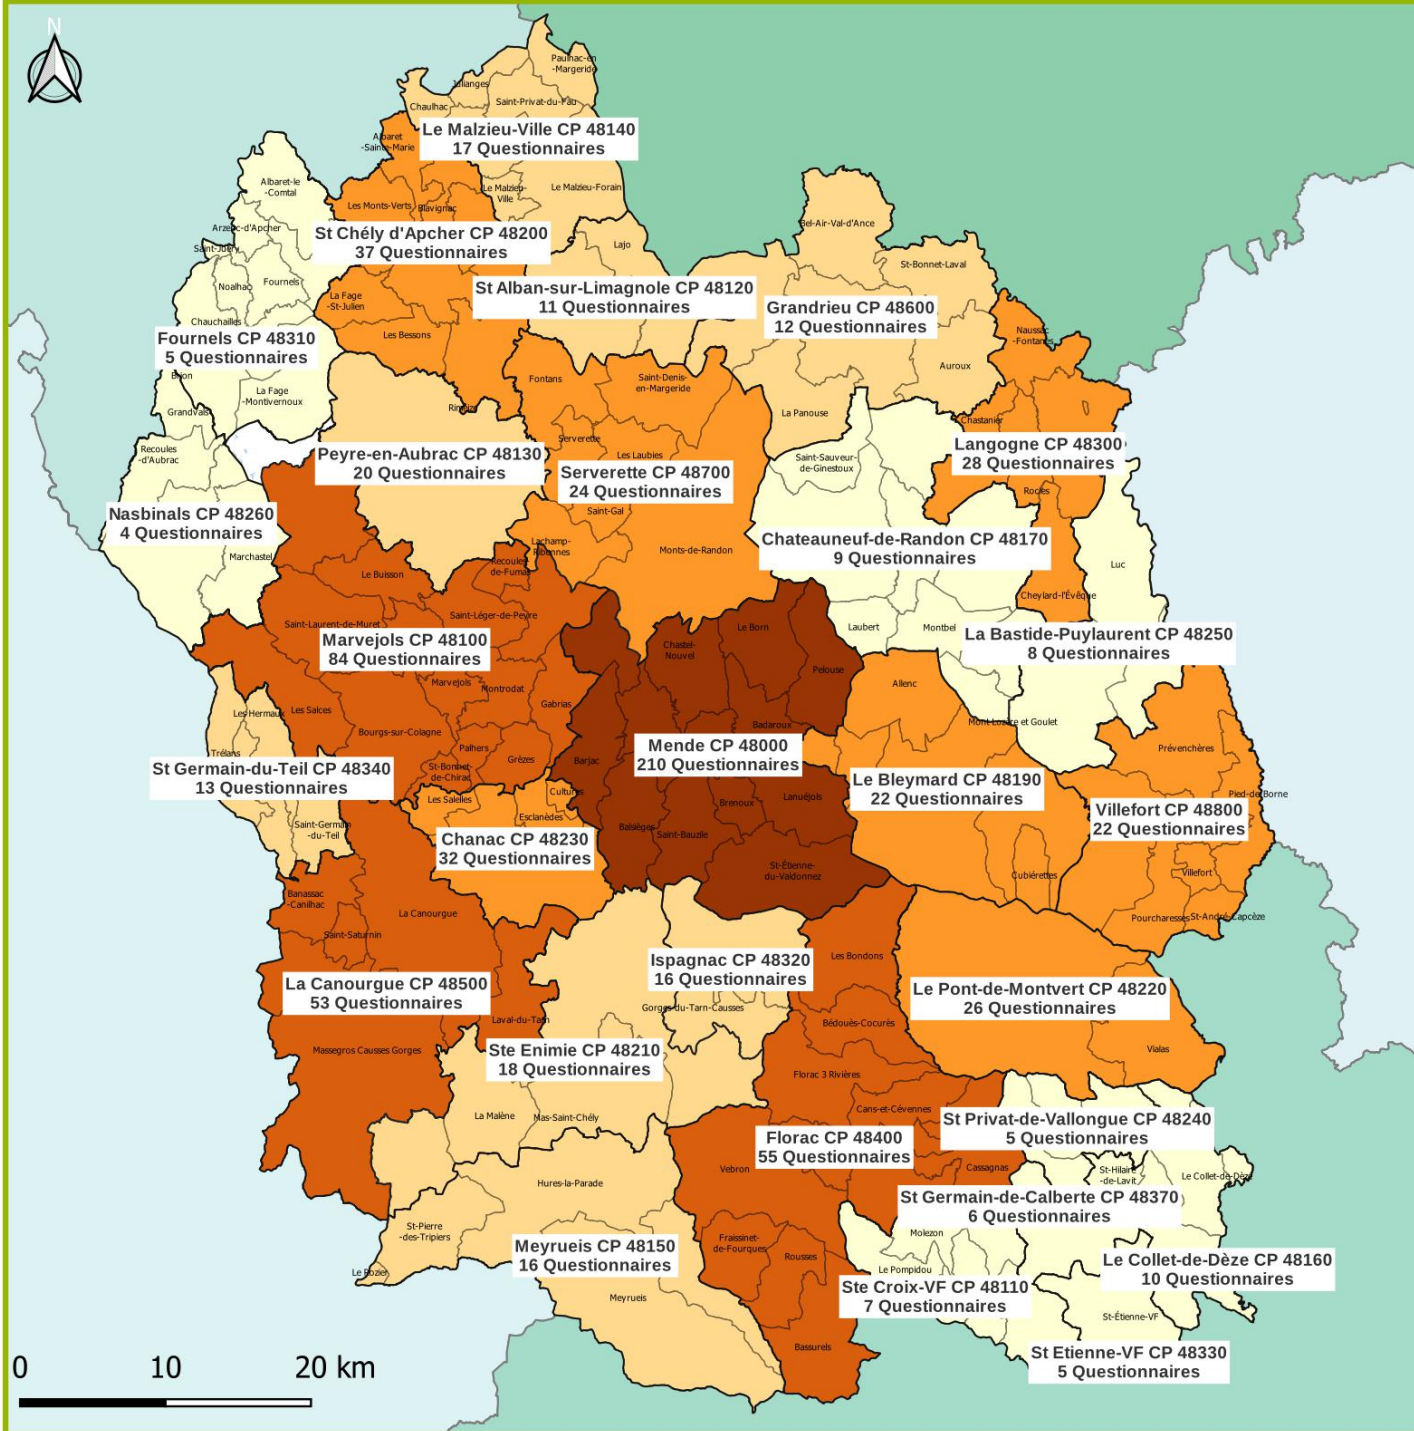 N
Paulhac-en
-Margeride
Julianges
Chaulhac
Saint-Privat-du-Fau
Le Malzieu-Ville CP 48140
17 Questionnaires
Albaret
-Sainte-Marie
Le Malzieu-
Ville
Le Malzieu-Forain
Albaret-le
-Comtal
Les Monts-Verts
Blavignac
Arzenc-d'Apcher
St Chély d'Apcher CP 48200
37 Questionnaires
Saint-Juéry
Lajo
Bel-Air-Val-d'Ance
St-Bonnet-Laval
Noalhac
Fournels
La Fage
-St-Julien
St Alban-sur-Limagnole CP 48120
11 Questionnaires
Grandrieu CP 48600
12 Questionnaires
Chauchailles
Les Bessons
Naussac
-Fontanes
Fournels CP 48310
5 Questionnaires
Brion
La Fage
-Montivernoux
Grandvals
Fontans
Saint-Denis-
en-Margeride
Auroux
Rimeize
La Panouse
Chastanier
Recoules
-d'Aubrac
Serverette
Les Laubies
Peyre-en-Aubrac CP 48130
20 Questionnaires
Serverette CP 48700
24 Questionnaires
Saint-Sauveur-
de-Ginestoux
Langogne CP 48300
28 Questionnaires
Rocles
Nasbinals CP 48260
4 Questionnaires
Saint-Gal
Marchastel
Lachamp-
Ribennes
Monts-de-Randon
Chateauneuf-de-Randon CP 48170
9 Questionnaires
Luc
Le Buisson
Recoules-
de-Fumas
Cheylard-l'Évêque
Saint-Laurent-de-Muret
Saint-Léger-de-Peyre
Le Born
Laubert
Montbel
Marvejols CP 48100
84 Questionnaires
Chastel-
Nouvel
La Bastide-Puylaurent CP 48250
8 Questionnaires
Pelouse
Marvejols
Montrodat
Allenc
Les Hermaux
Les Salces
Gabrias
Mont Lozère et Goulet
Bourgs-sur-Colagne
Badaroux
Trélans
Palhers
Grèzes
Mende CP 48000
210 Questionnaires
Prévenchères
St-Bonnet-
de-Chirac
Barjac
St Germain-du-Teil CP 48340
13 Questionnaires
Le Bleymard CP 48190
22 Questionnaires
Les Salelles
Cultures
Esclanèdes
Brenoux
Lanuéjols
Pied-de-Borne
Villefort CP 48800
22 Questionnaires
Saint-Germain
-du-Teil
Balsièges
Saint-Bauzile
Chanac CP 48230
32 Questionnaires
St-Étienne-
du-Valdonnez
Cubiérettes
Villefort
Banassac
-Canilhac
La Canourgue
Pourcharesses
St-André-Capcèze
Saint-Saturnin
Ispagnac CP 48320
16 Questionnaires
Les Bondons
La Canourgue CP 48500
53 Questionnaires
Le Pont-de-Montvert CP 48220
26 Questionnaires
Gorges-du-Tarn-Causses
Laval-du-Tarn
Bédouès-Cocurès
Massegros Causses Gorges
Ste Enimie CP 48210
18 Questionnaires
Vialas
Florac 3 Rivières
La Malène
Mas-Saint-Chély
Cans-et-Cévennes
St Privat-de-Vallongue CP 48240
5 Questionnaires
Florac CP 48400
55 Questionnaires
Vebron
Cassagnas
St-Hilaire
-de-Lavit
Le Collet-de-Dèze
Hures-la-Parade
St Germain-de-Calberte CP 48370
6 Questionnaires
St-Pierre
-des-Tripiers
Molezon
Fraissinet-
de-Fourques
Meyrueis CP 48150
16 Questionnaires
Rousses
Le Pompidou
Le Collet-de-Dèze CP 48160
10 Questionnaires
Le Rozier
Ste Croix-VF CP 48110
7 Questionnaires
Meyrueis
St-Étienne-VF
Bassurels
St Etienne-VF CP 48330
5 Questionnaires
0 10 20 km